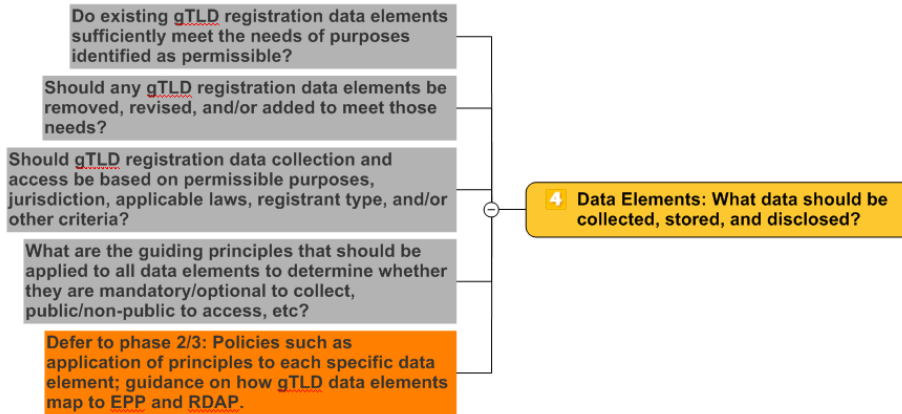 Do existing gTLD registration data elements
sufficiently meet the needs of purposes
identified as permissible?
Should any gTLD registration data elements be
removed, revised, and/or added to meet those
needs?
Should gTLD registration data collection and
access be based on permissible purposes,
jurisdiction, applicable laws, registrant type, and/or
other criteria?
What are the guiding principles that should be
applied to all data elements to determine whether
they are mandatory/optional to collect,
public/non-public to access, etc?
Defer to phase 2/3: Policies such as
application of principles to each specific data
element; guidance on how gTLD data elements
map to EPP and RDAP.
4 Data Elements: What data should be
collected, stored, and disclosed?